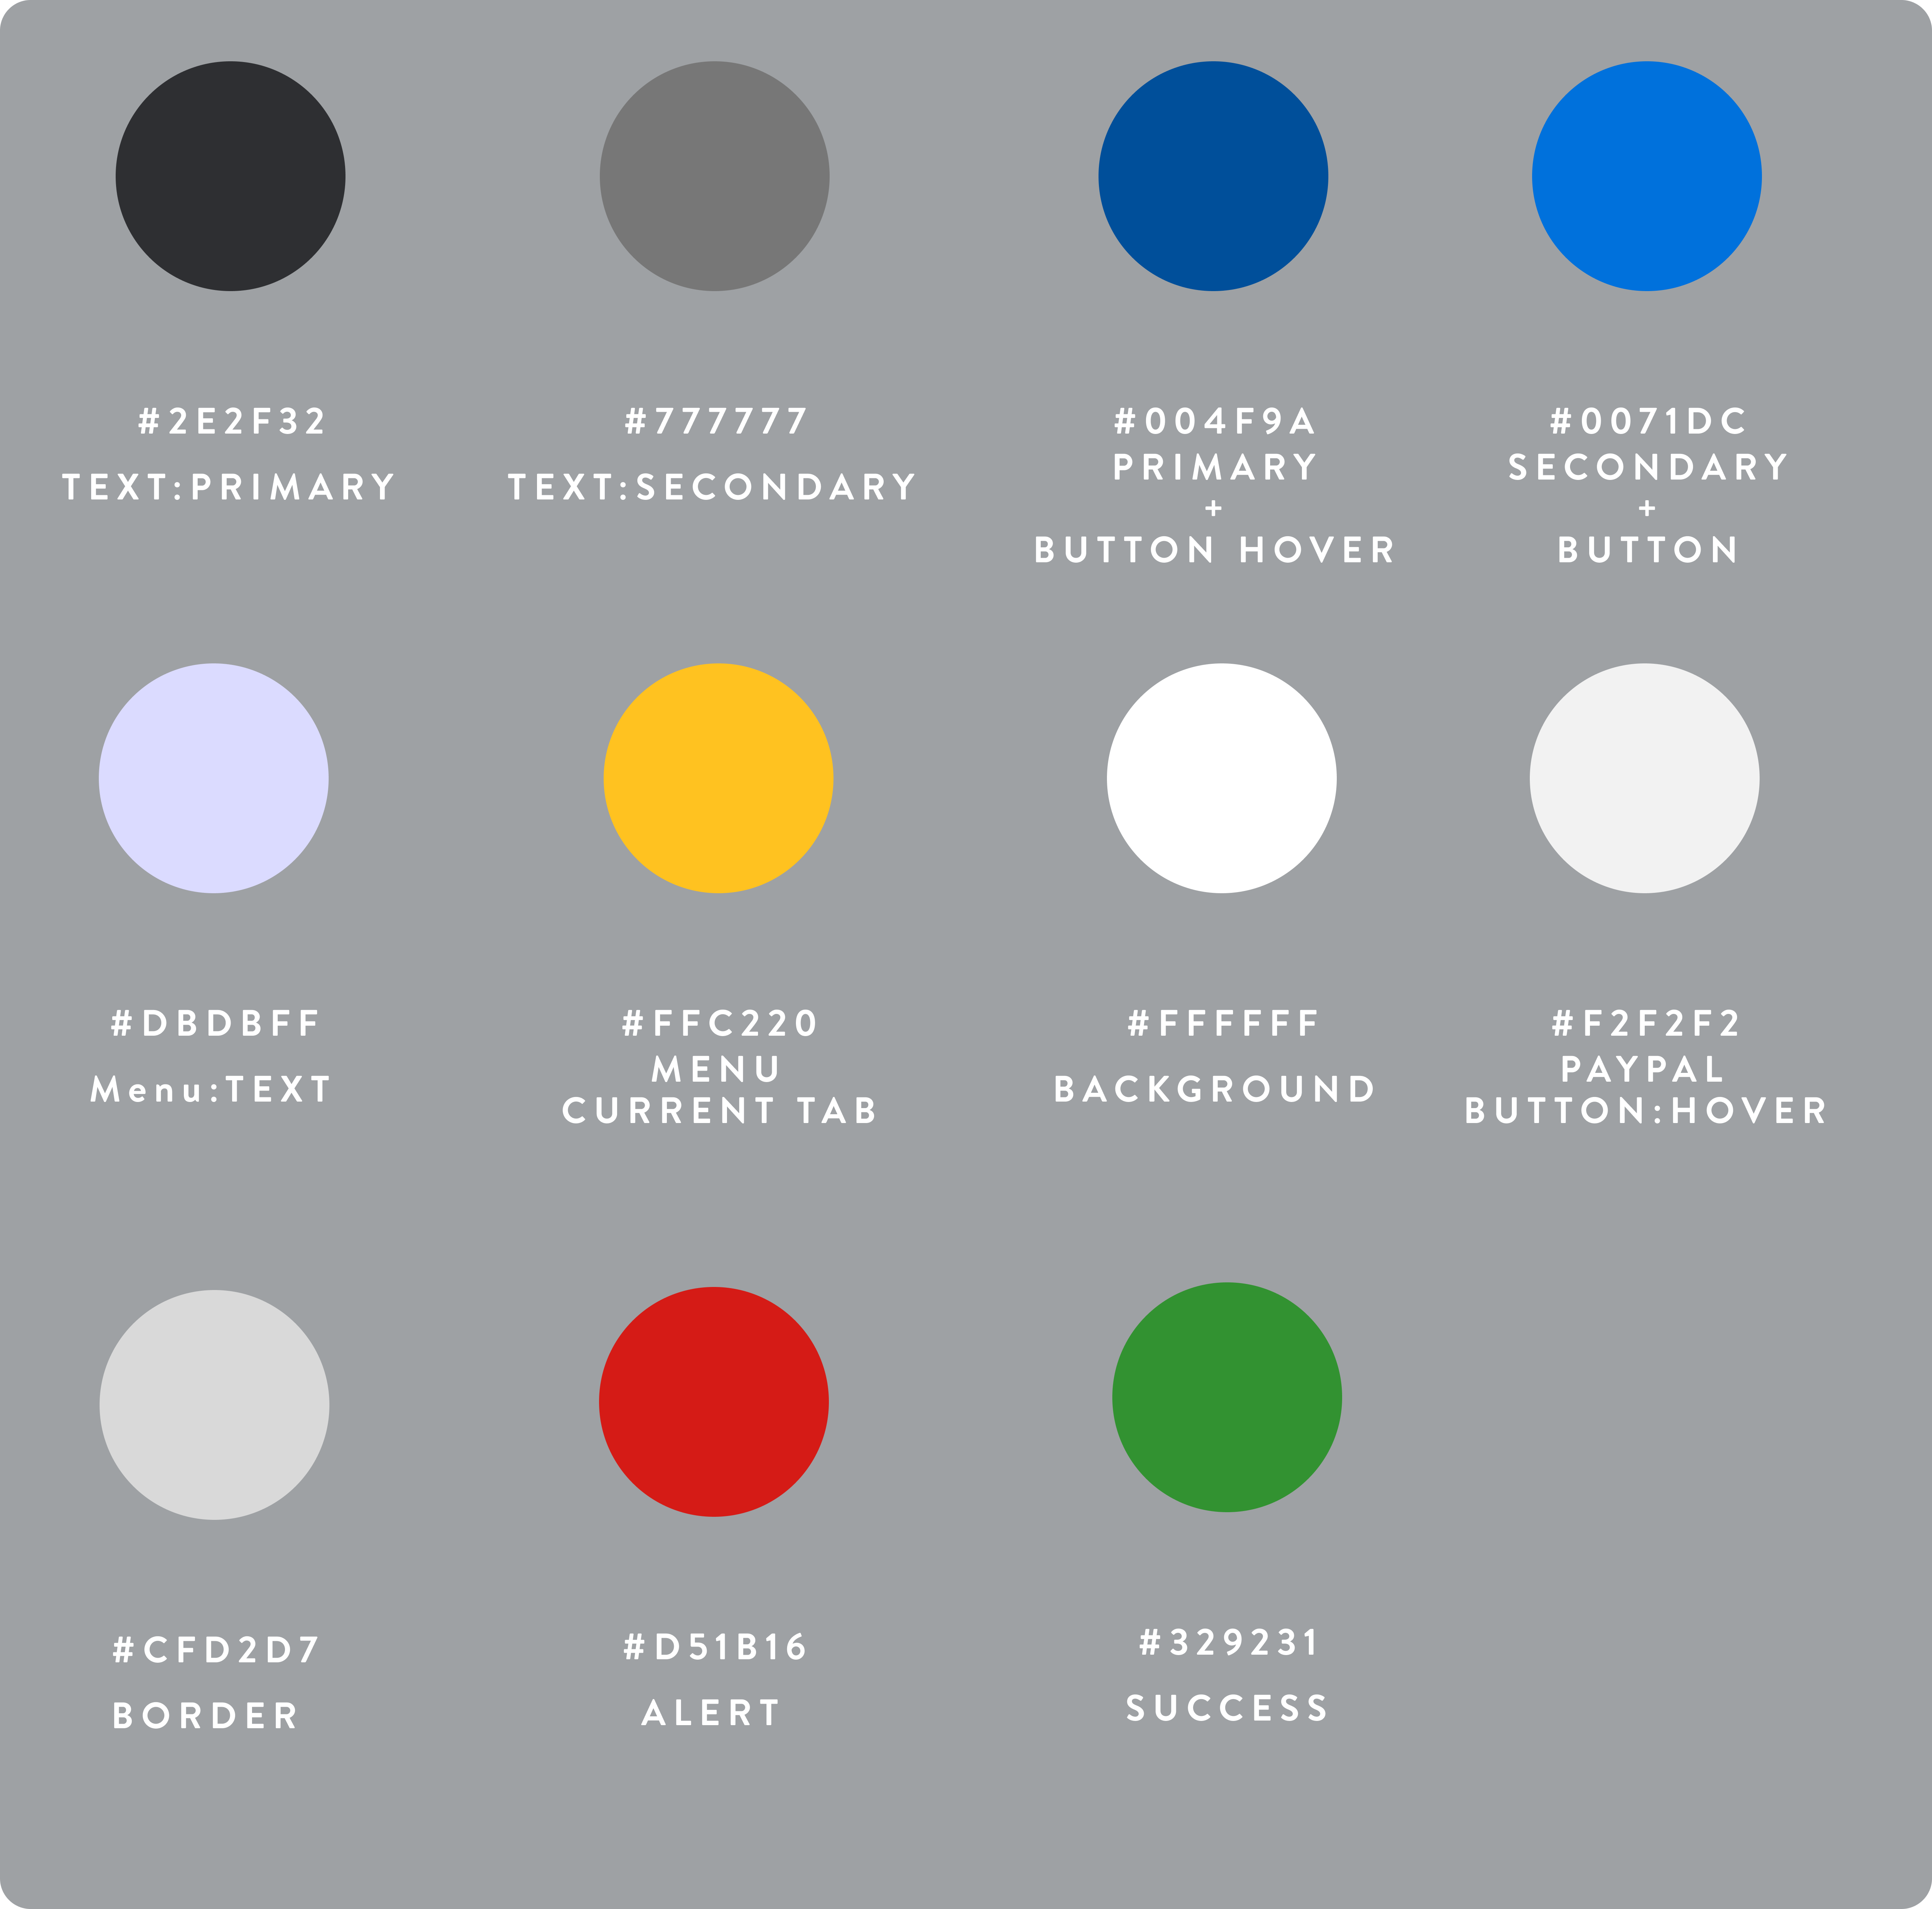 #2E2F32
TEXT:PRIMARY
#777777
TEXT:SECONDARY
#004F9A
PRIMARY
+
BUTTON HOVER
#0071DC
SECONDARY
+
BUTTON
#DBDBFF
Menu:TEXT
#FFC220
MENU
CURRENT TAB
#FFFFFF
BACKGROUND
#F2F2F2
PAYPAL
BUTTON:HOVER
#CFD2D7
BORDER
#D51B16
ALERT
#329231
SUCCESS